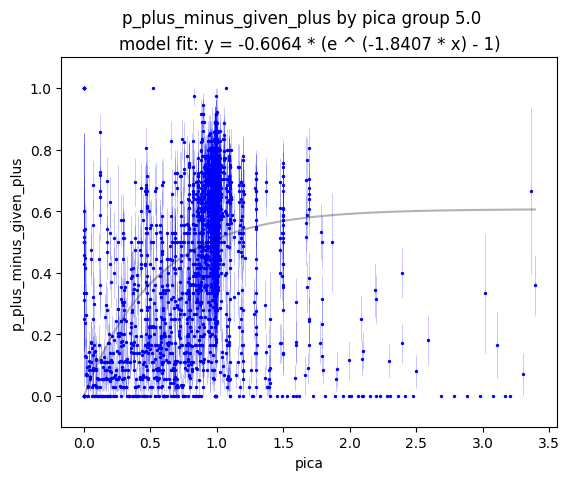 p_plus_minus_given_plus by pica group 5.0
model fit: y = -0.6064 * (e ^ (-1.8407 * x) - 1)
p_plus_minus_given_plus
1.0
0.8
0.6
0.4
0.2
0.0
0.0 0.5 1.0 1.5 2.0 2.5 3.0 3.5
pica